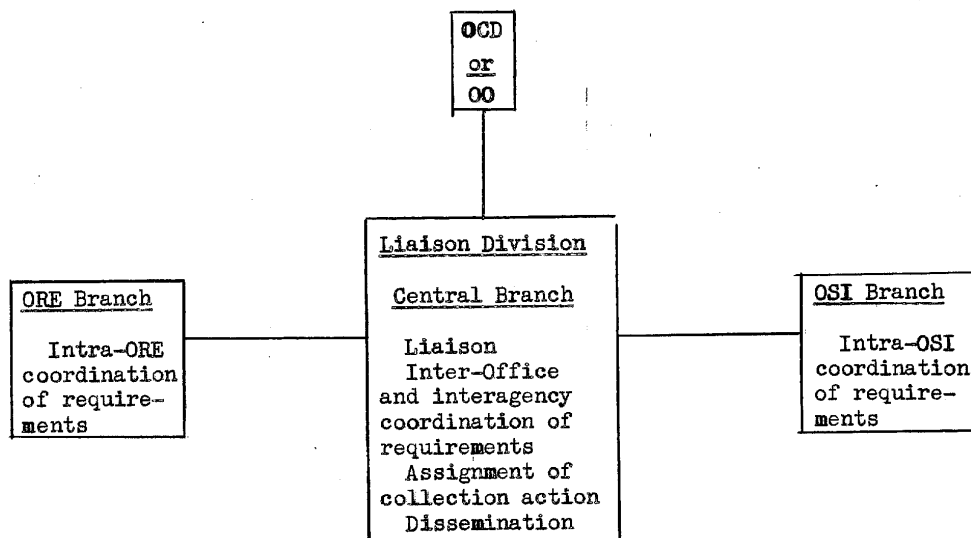 OCD
or
OO
Liaison Division
Central Branch
Liaison
Inter-Office
and interagency
coordination of
requirements
Assignment of
collection action
Dissemination
ORE Branch
Intra-ORE
coordination
of require-
ments
OSI Branch
Intra-OSI
coordination
of require-
ments